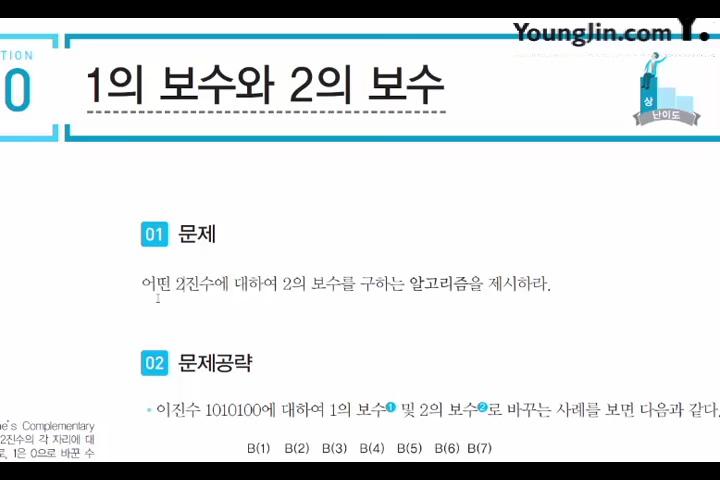 YoungJin.com Y.
TION
0
1의 보수와 2의 보수
상
난이도
01 문제
어떤 2진수에 대하여 2의 보수를 구하는 알고리즘을 제시하라.
02 문제공략
• 이진수 1010100에 대하여 1의 보수❶ 및 2의 보수❷로 바꾸는 사례를 보면 다음과 같다.
e's Complementary
2진수의 각 자리에 대
로, 1은 0으로 바꾼 수
B(1) B(2) B(3) B(4) B(5) B(6) B(7)